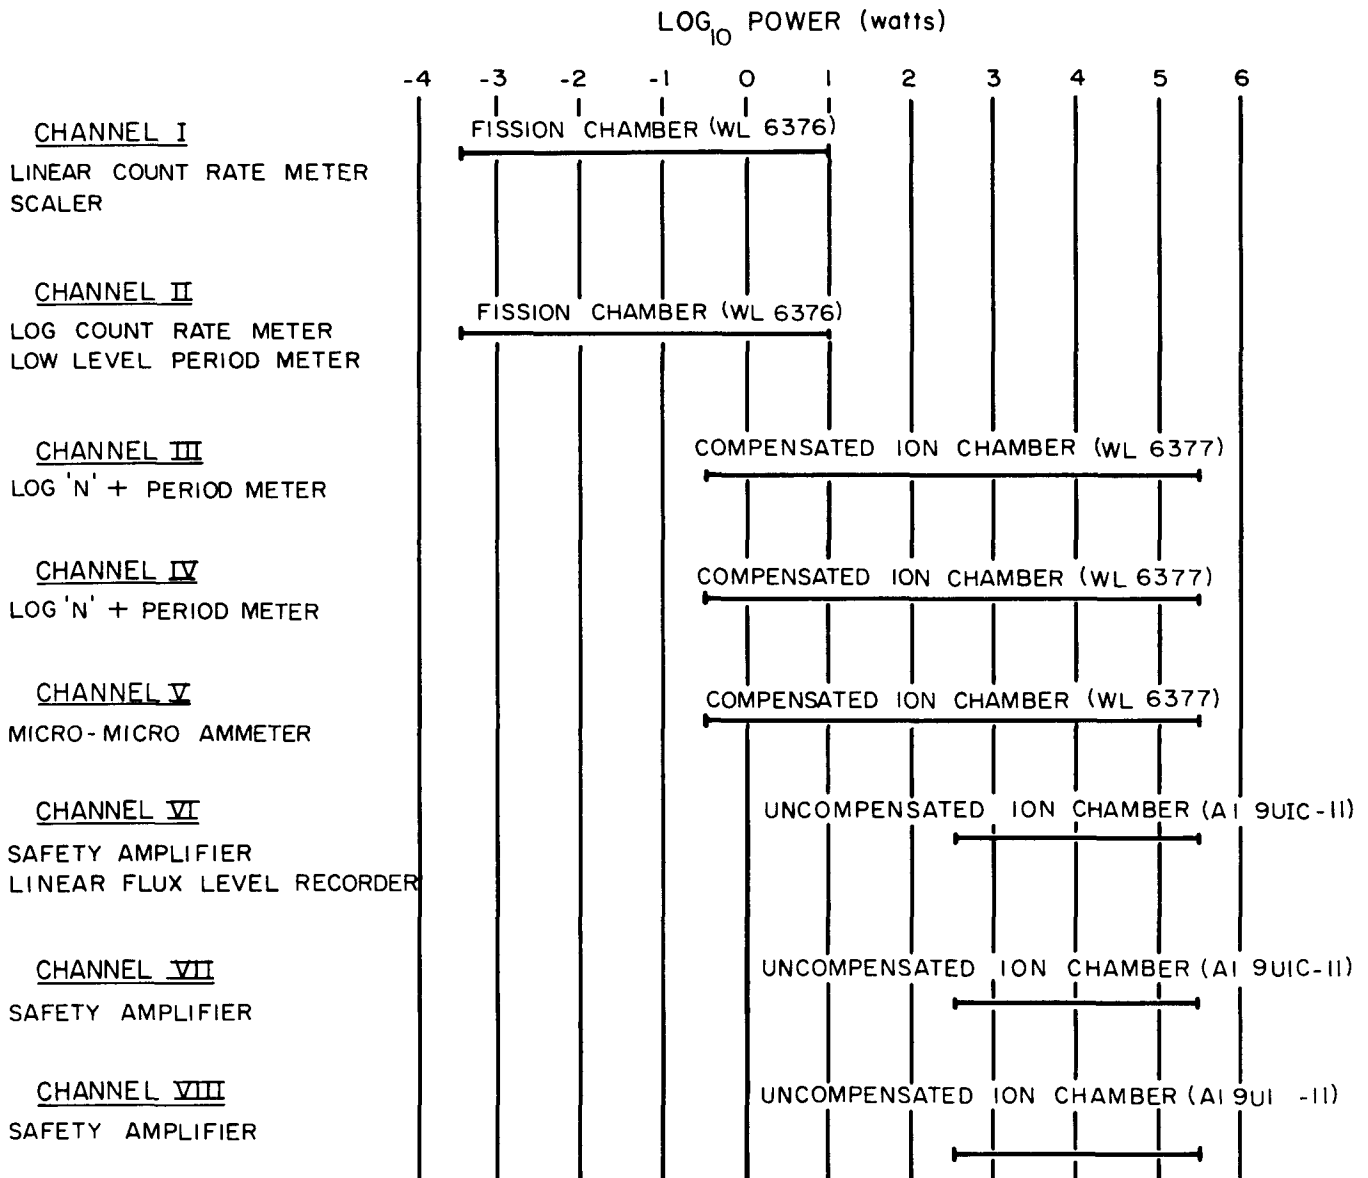 LOG10 POWER (watts)
-4 -3 -2 -1 0 1 2 3 4 5 6
CHANNEL I
FISSION CHAMBER (WL 6376)
LINEAR COUNT RATE METER
SCALER
CHANNEL II
FISSION CHAMBER (WL 6376)
LOG COUNT RATE METER
LOW LEVEL PERIOD METER
CHANNEL III
COMPENSATED ION CHAMBER (WL 6377)
LOG 'N' + PERIOD METER
CHANNEL IV
COMPENSATED ION CHAMBER (WL 6377)
LOG 'N' + PERIOD METER
CHANNEL V
COMPENSATED ION CHAMBER (WL 6377)
MICRO-MICRO AMMETER
CHANNEL VI
UNCOMPENSATED ION CHAMBER (AI 9UIC-11)
SAFETY AMPLIFIER
LINEAR FLUX LEVEL RECORDER
CHANNEL VII
UNCOMPENSATED ION CHAMBER (AI 9UIC-11)
SAFETY AMPLIFIER
CHANNEL VIII
UNCOMPENSATED ION CHAMBER (AI 9UI -11)
SAFETY AMPLIFIER